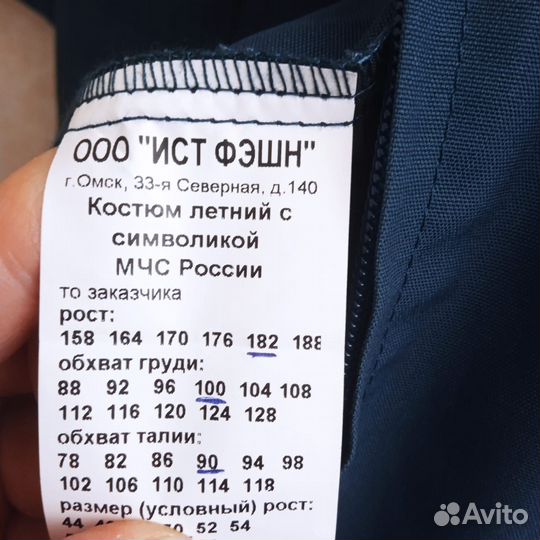 ООО "ИСТ ФЭШН"
г.Омск, 33-я Северная, д.140
Костюм летний с
символикой
МЧС России
то заказчика
рост:
158 164 170 176 182 188
обхват груди:
88 92 96 100 104 108
112 116 120 124 128
обхват талии:
78 82 86 90 94 98
102 106 110 114 118
размер (условный) рост:
44 52 54
Avito